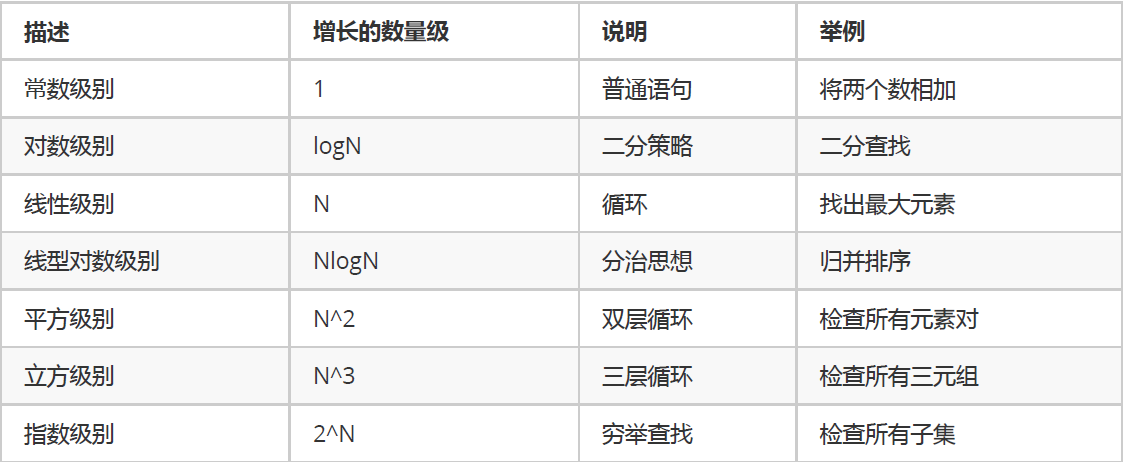 描述 增长的数量级 说明 举例
常数级别 1 普通语句 将两个数相加
对数级别 logN 二分策略 二分查找
线性级别 N 循环 找出最大元素
线型对数级别 NlogN 分治思想 归并排序
平方级别 N^2 双层循环 检查所有元素对
立方级别 N^3 三层循环 检查所有三元组
指数级别 2^N 穷举查找 检查所有子集